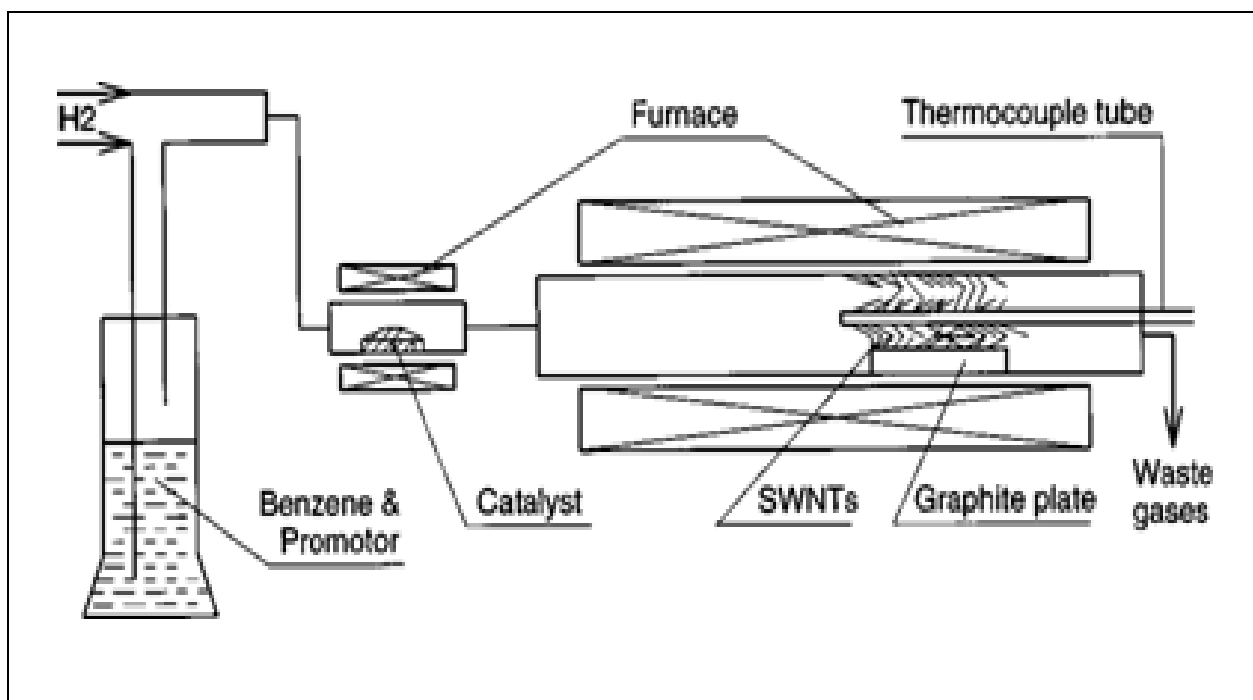 H2
Furnace
Thermocouple tube
Benzene &
Promotor
Catalyst
SWNTs
Graphite plate
Waste
gases